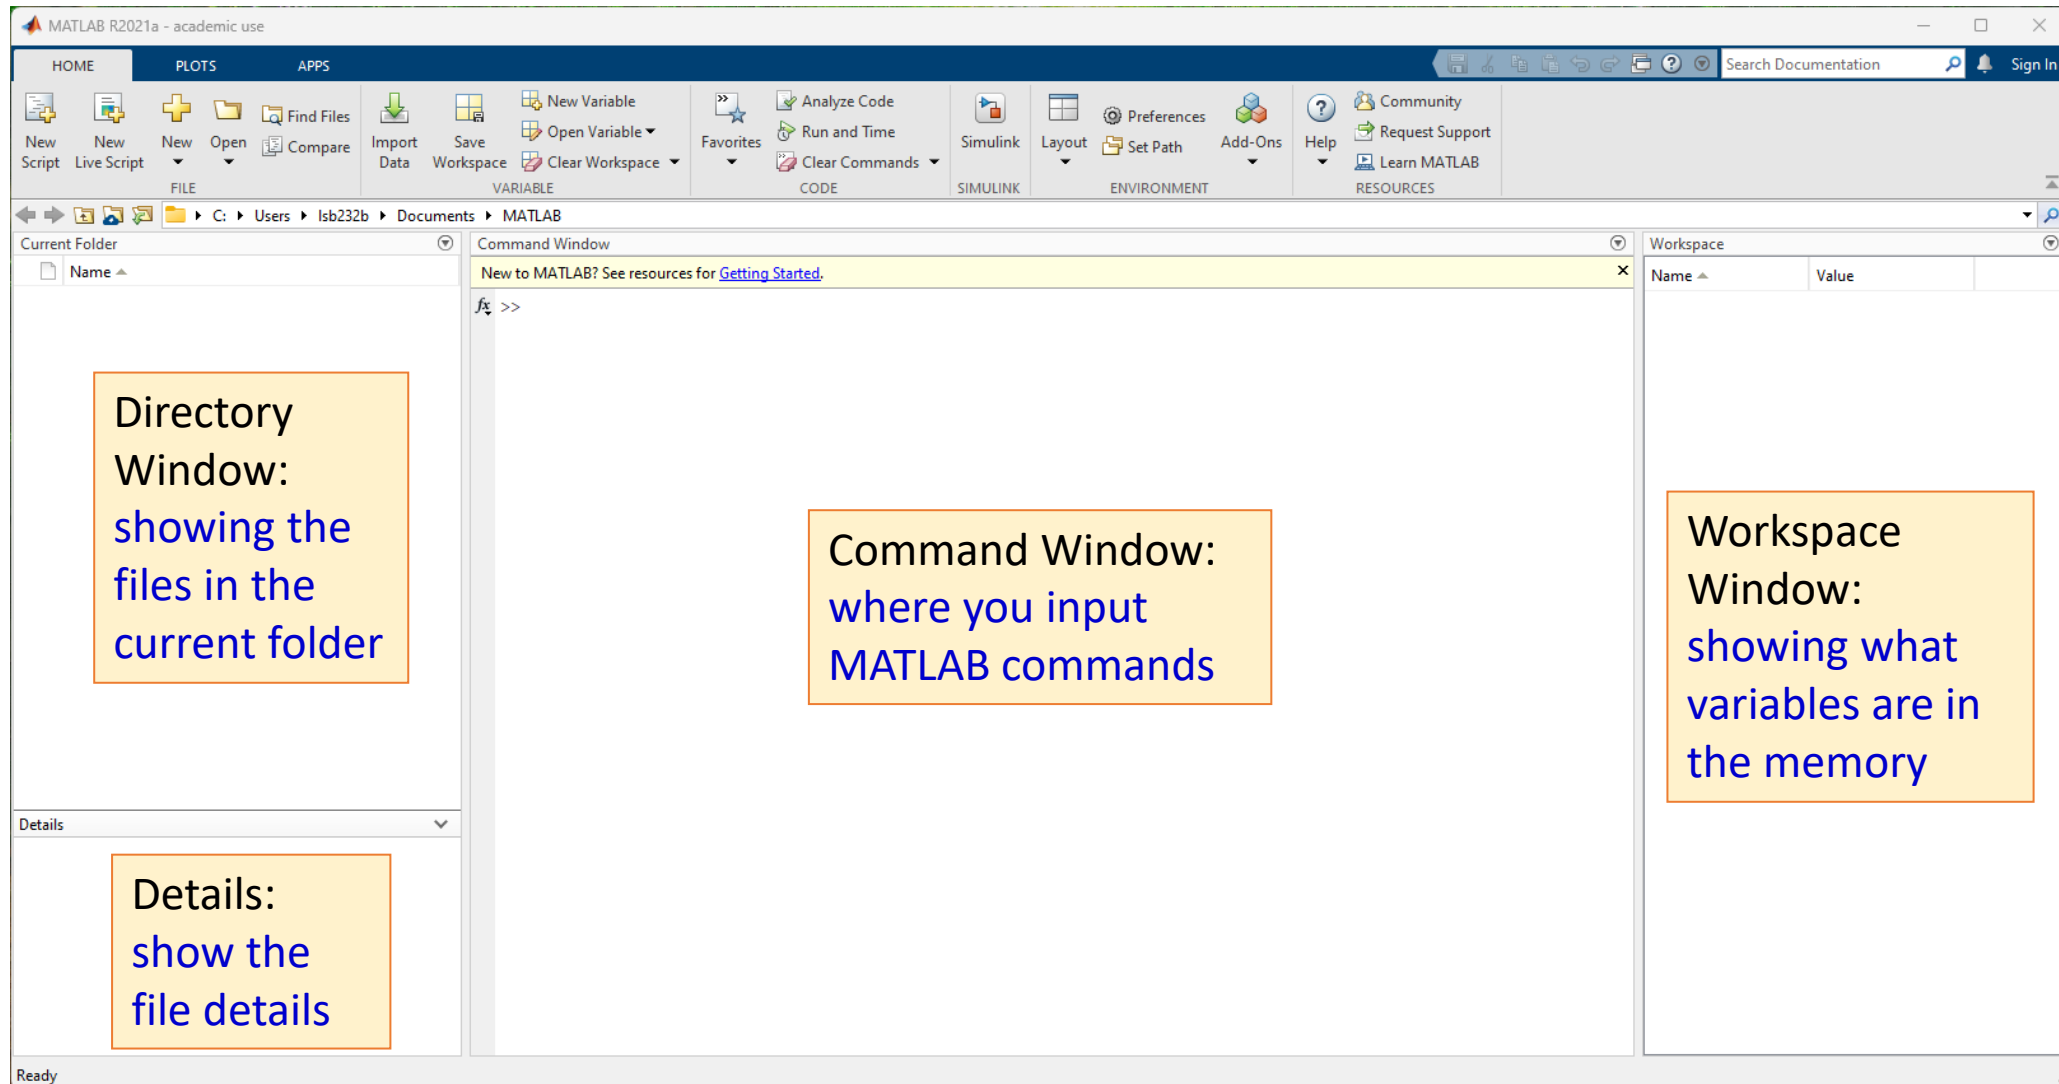 MATLAB R2021a - academic use
HOME PLOTS APPS
Search Documentation
Sign In
New Script
New Live Script
New
Open
Find Files
Compare
FILE
Import Data
Save Workspace
New Variable
Open Variable
Clear Workspace
VARIABLE
Favorites
Analyze Code
Run and Time
Clear Commands
CODE
Simulink
SIMULINK
Layout
Preferences
Set Path
Add-Ons
ENVIRONMENT
Help
Community
Request Support
Learn MATLAB
RESOURCES
C: Users lsb232b Documents MATLAB
Current Folder
Name
Directory
Window:
showing the
files in the
current folder
Details
Details:
show the
file details
Command Window
New to MATLAB? See resources for Getting Started.
fx >>
Command Window:
where you input
MATLAB commands
Workspace
Name Value
Workspace
Window:
showing what
variables are in
the memory
Ready